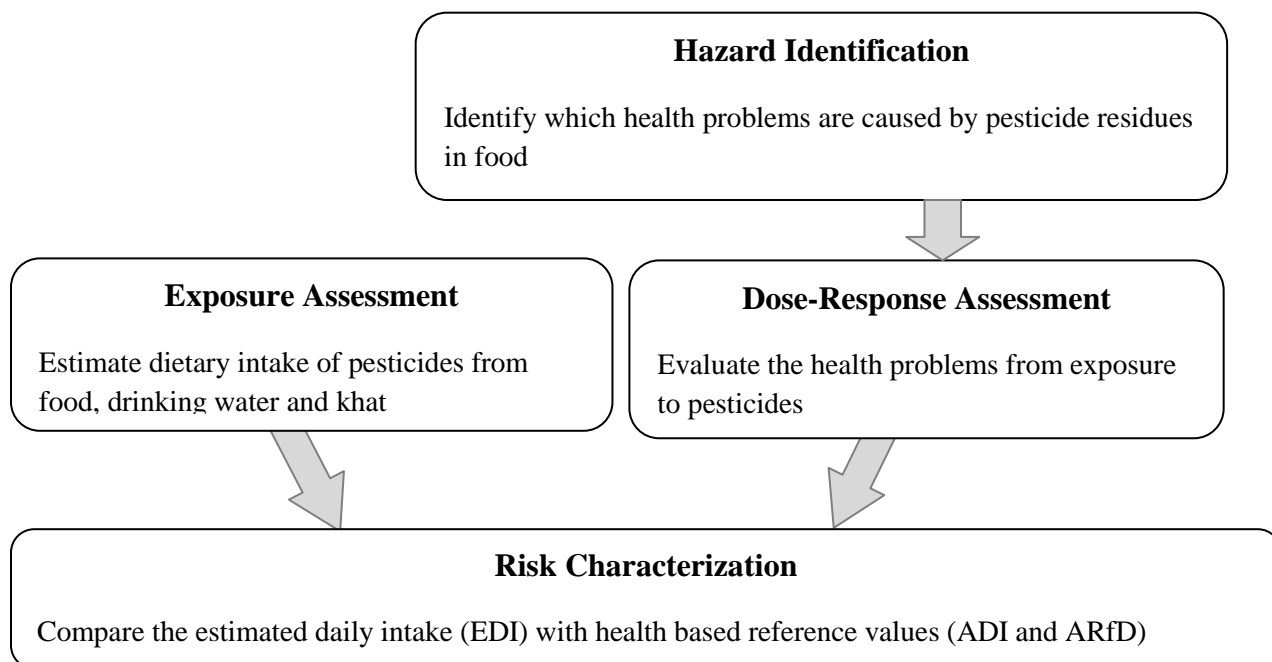 Hazard Identification
Identify which health problems are caused by pesticide residues
in food
Exposure Assessment
Estimate dietary intake of pesticides from
food, drinking water and khat
Dose-Response Assessment
Evaluate the health problems from exposure
to pesticides
Risk Characterization
Compare the estimated daily intake (EDI) with health based reference values (ADI and ARfD)